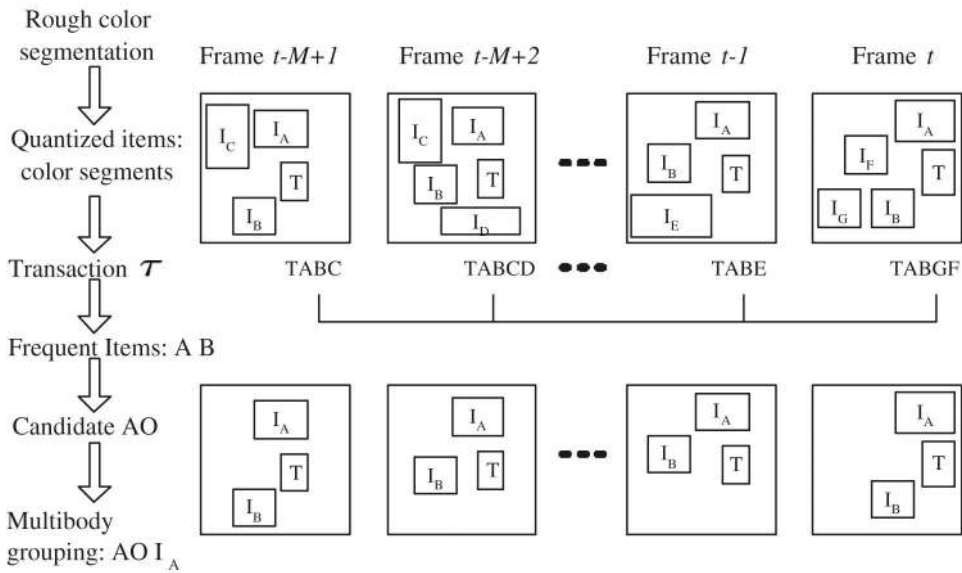 Rough color
segmentation
Frame t-M+1
Frame t-M+2
Frame t-1
Frame t
Quantized items:
color segments
I_C
I_A
T
I_B
I_C
I_A
I_B
T
I_D
I_A
I_B
T
I_E
I_A
I_F
T
I_G
I_B
Transaction τ
TABC
TABCD
TABE
TABGF
Frequent Items: A B
Candidate AO
I_A
T
I_B
I_A
I_B
T
I_A
I_B
T
I_A
T
I_B
Multibody
grouping: AO I_A